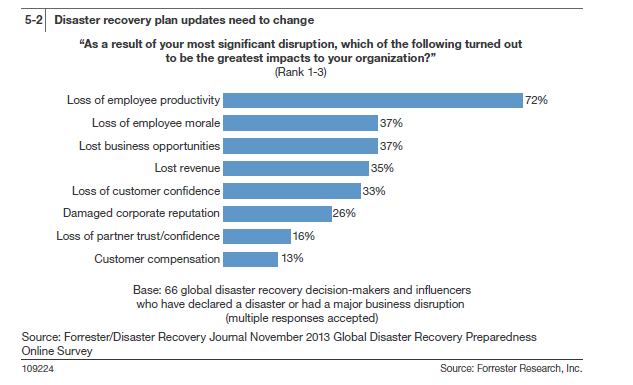 5-2 Disaster recovery plan updates need to change
“As a result of your most significant disruption, which of the following turned out
to be the greatest impacts to your organization?”
(Rank 1-3)
Loss of employee productivity 72%
Loss of employee morale 37%
Lost business opportunities 37%
Lost revenue 35%
Loss of customer confidence 33%
Damaged corporate reputation 26%
Loss of partner trust/confidence 16%
Customer compensation 13%
Base: 66 global disaster recovery decision-makers and influencers
who have declared a disaster or had a major business disruption
(multiple responses accepted)
Source: Forrester/Disaster Recovery Journal November 2013 Global Disaster Recovery Preparedness
Online Survey
109224 Source: Forrester Research, Inc.